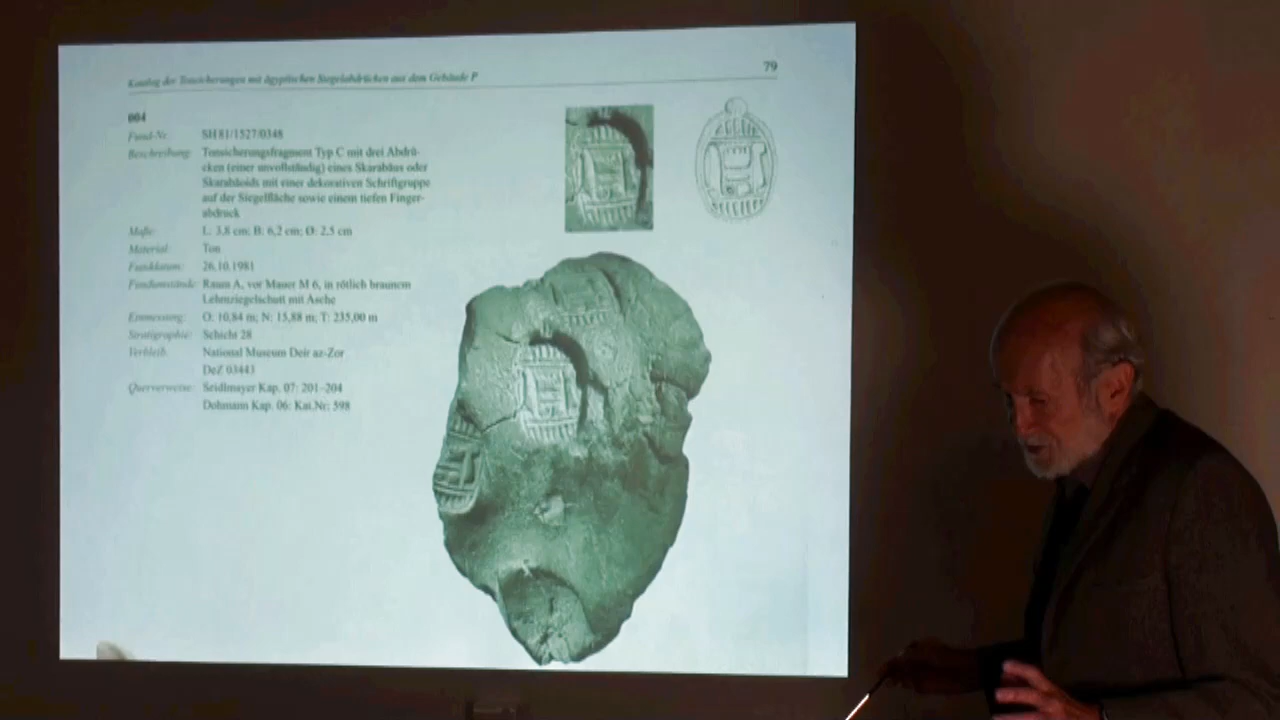 Katalog der Tonsicherungen mit ägyptischen Siegelabdrücken aus dem Gebäude P
79
004
Fund-Nr.: SH 81/1527/0348
Beschreibung: Tonsicherungsfragment Typ C mit drei Abdrü-
cken (einer unvollständig) eines Skarabäus oder
Skaraboids mit einer dekorativen Schriftgruppe
auf der Siegelfläche sowie einem tiefen Finger-
abdruck
Maße: L: 3,8 cm; B: 6,2 cm; Ø: 2,5 cm
Material: Ton
Funddatum: 26.10.1981
Fundumstände: Raum A, vor Mauer M 6, in rötlich braunem
Lehmziegelschutt mit Asche
Einmessung: O: 10,84 m; N: 15,88 m; T: 235,00 m
Stratigraphie: Schicht 28
Verbleib: National Museum Deir az-Zor
DeZ 03443
Querverweise: Seidlmayer Kap. 07: 201–204
Dohmann Kap. 06: Kat.Nr: 598